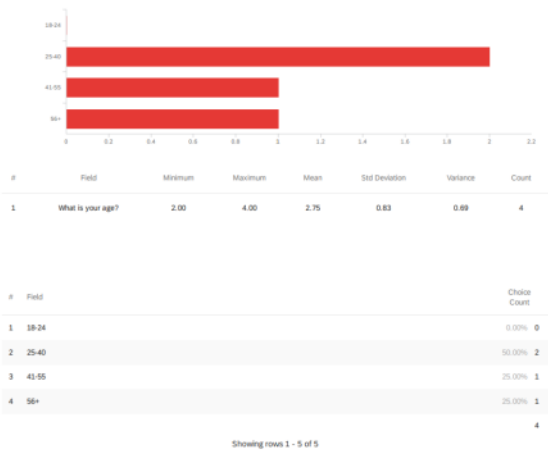 18-24
25-40
41-55
56+
0 0.2 0.4 0.6 0.8 1 1.2 1.4 1.6 1.8 2 2.2
# Field Minimum Maximum Mean Std Deviation Variance Count
1 What is your age? 2.00 4.00 2.75 0.83 0.69 4
# Field Choice
Count
1 18-24 0.00% 0
2 25-40 50.00% 2
3 41-55 25.00% 1
4 56+ 25.00% 1
4
Showing rows 1 - 5 of 5